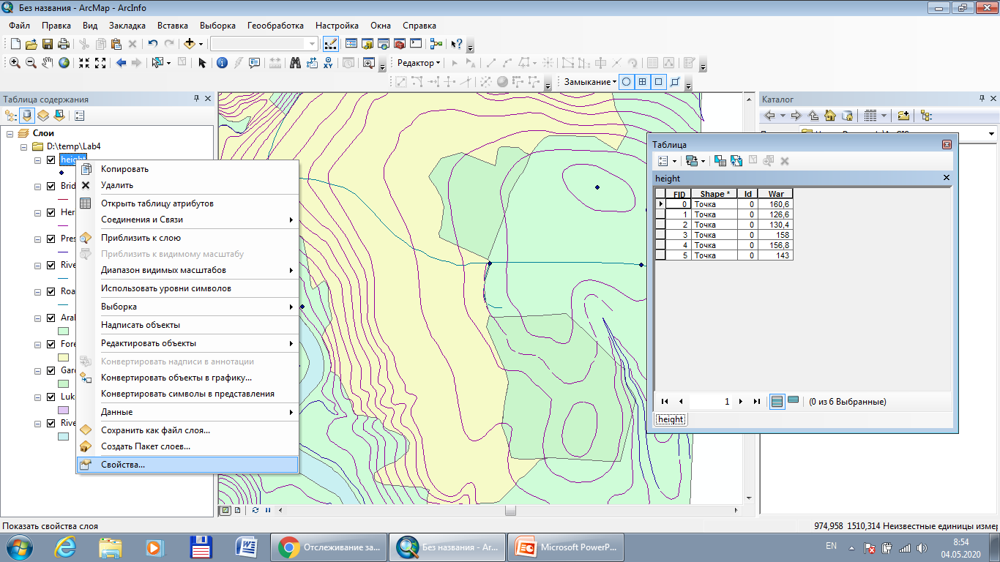 Без названия - ArcMap - ArcInfo
Файл Правка Вид Закладка Вставка Выборка Геообработка Настройка Окна Справка
Редактор
Замыкание
Таблица содержания
Слои
D:\temp\Lab4
height
Brid
Her
Pres
Rive
Roa
Aral
Fore
Gard
Luk
Rive
Копировать
Удалить
Открыть таблицу атрибутов
Соединения и Связи
Приблизить к слою
Приблизить к видимому масштабу
Диапазон видимых масштабов
Использовать уровни символов
Выборка
Надписать объекты
Редактировать объекты
Конвертировать надписи в аннотации
Конвертировать объекты в графику...
Конвертировать символы в представления
Данные
Сохранить как файл слоя...
Создать Пакет слоев...
Свойства...
Каталог
Таблица
height
FID Shape * Id War
0 Точка 0 160,6
1 Точка 0 126,6
2 Точка 0 130,4
3 Точка 0 158
4 Точка 0 156,8
5 Точка 0 143
1 (0 из 6 Выбранные)
height
Показать свойства слоя
974,958 1510,314 Неизвестные единицы измер
Отслеживание за...
Без названия - Ar...
Microsoft PowerP...
EN
8:54
04.05.2020